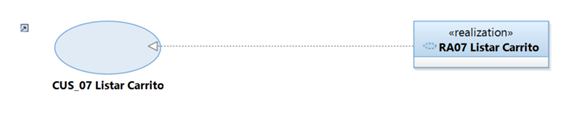 «realization»
RA07 Listar Carrito
CUS_07 Listar Carrito